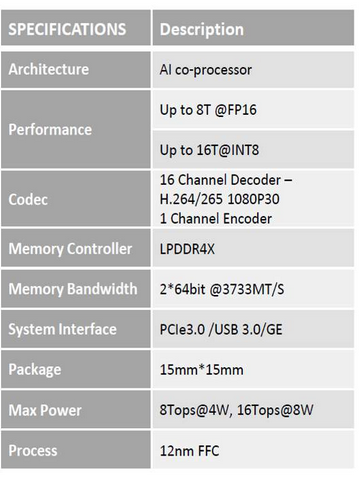 SPECIFICATIONS Description
Architecture AI co-processor
Performance
Up to 8T @FP16
Up to 16T@INT8
Codec
16 Channel Decoder –
H.264/265 1080P30
1 Channel Encoder
Memory Controller LPDDR4X
Memory Bandwidth 2*64bit @3733MT/S
System Interface PCIe3.0 /USB 3.0/GE
Package 15mm*15mm
Max Power 8Tops@4W, 16Tops@8W
Process 12nm FFC